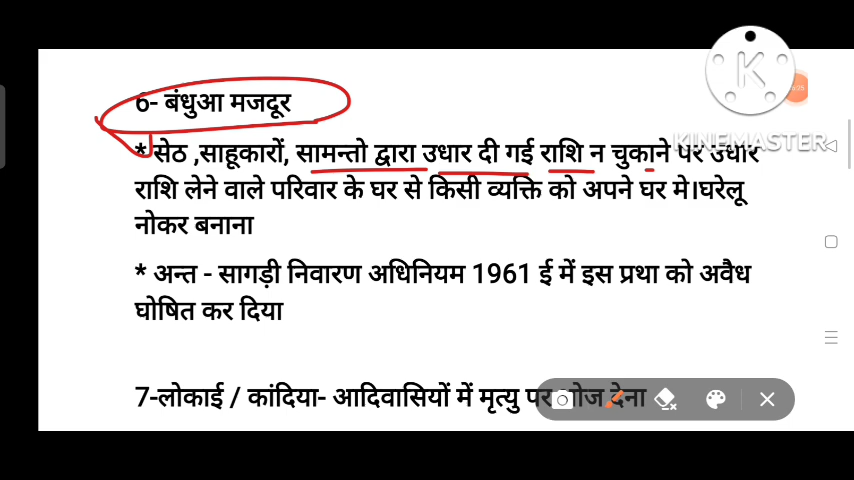 6- बंधुआ मजदूर
* सेठ ,साहूकारों, सामन्तो द्वारा उधार दी गई राशि न चुकाने पर उधार
राशि लेने वाले परिवार के घर से किसी व्यक्ति को अपने घर मे।घरेलू
नोकर बनाना
* अन्त - सागड़ी निवारण अधिनियम 1961 ई में इस प्रथा को अवैध
घोषित कर दिया
7-लोकाई / कांदिया- आदिवासियों में मृत्यु पर देना
K
KINEMASTER